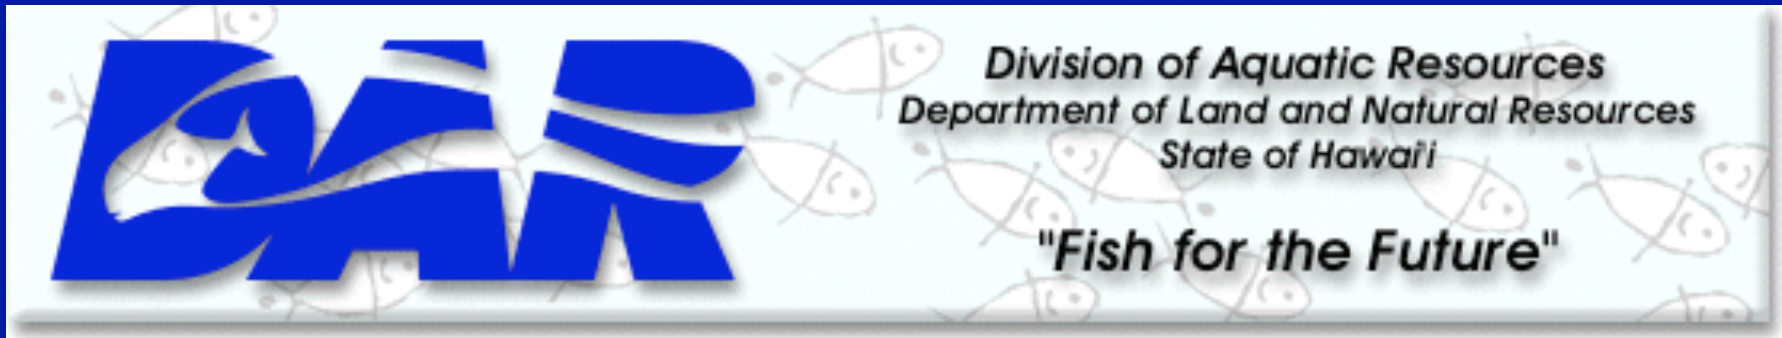 DAR
Division of Aquatic Resources
Department of Land and Natural Resources
State of Hawai'i
"Fish for the Future"